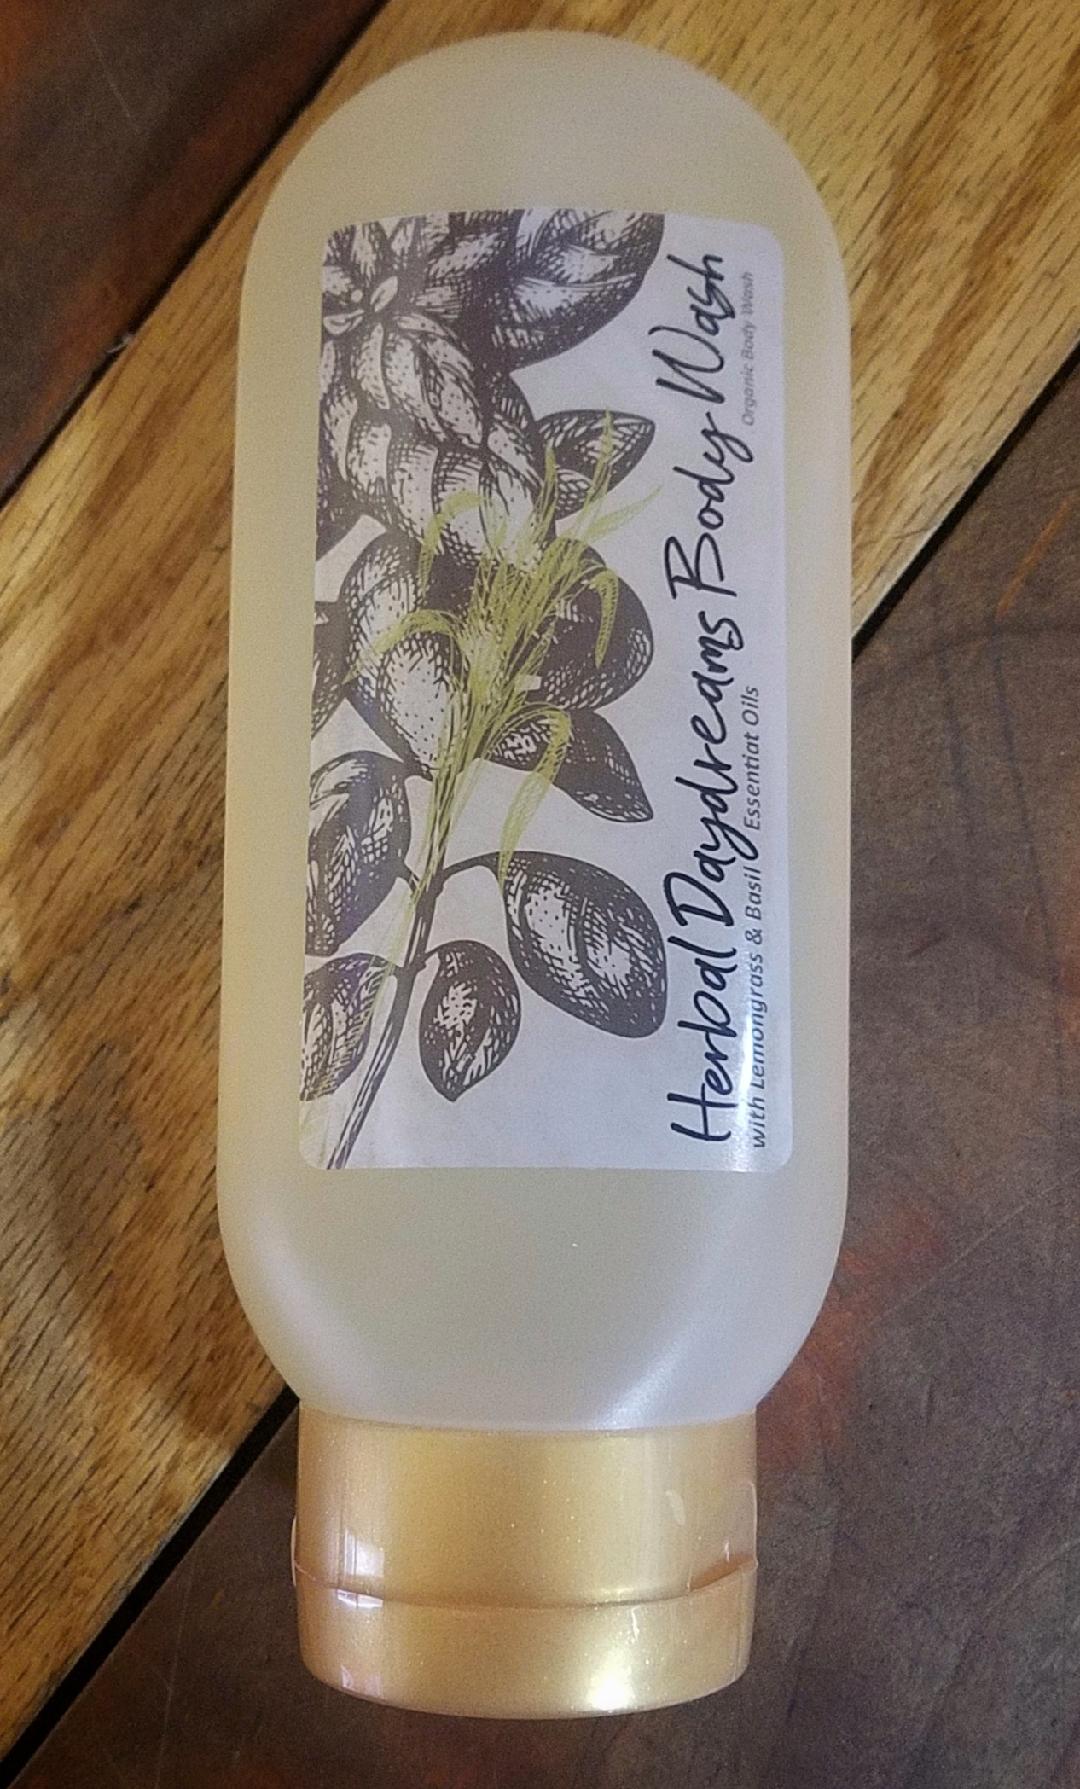 Herbal Daydreams Body Wash
with Lemongrass & Basil Essentiat Oils
Organic Body Wash